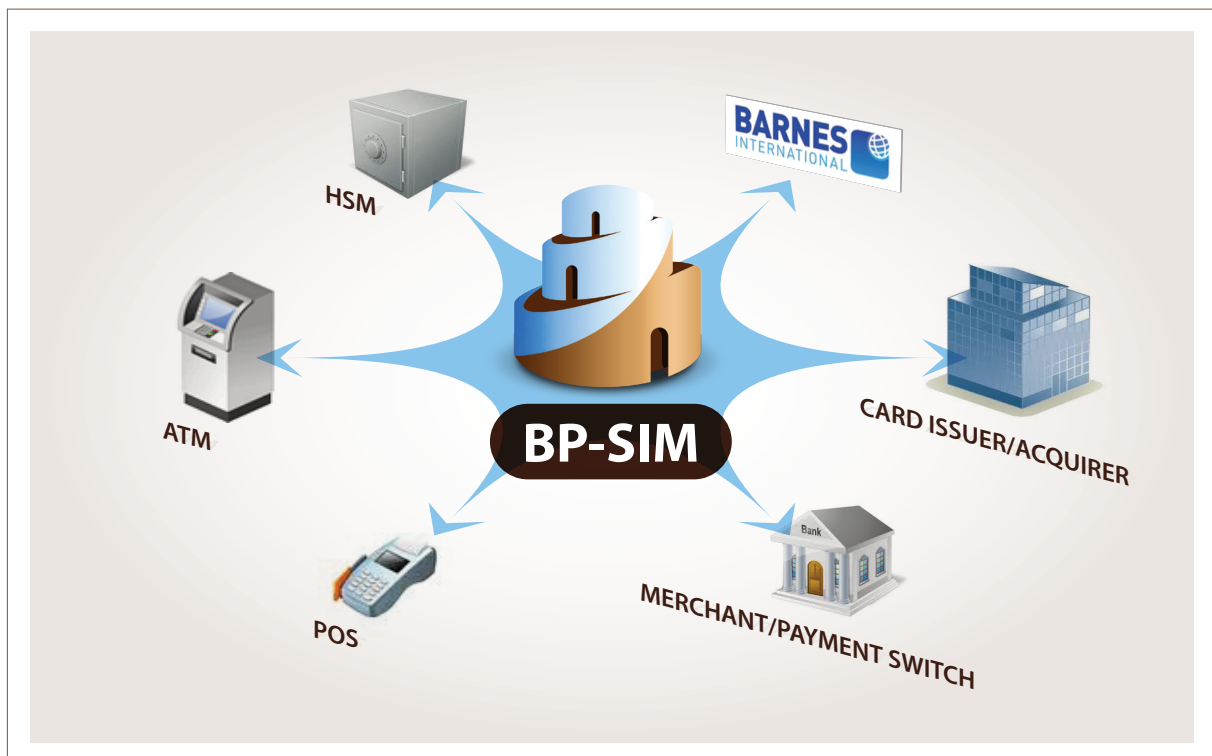 BARNES
INTERNATIONAL
HSM
ATM
BP-SIM
CARD ISSUER/ACQUIRER
Bank
POS
MERCHANT/PAYMENT SWITCH